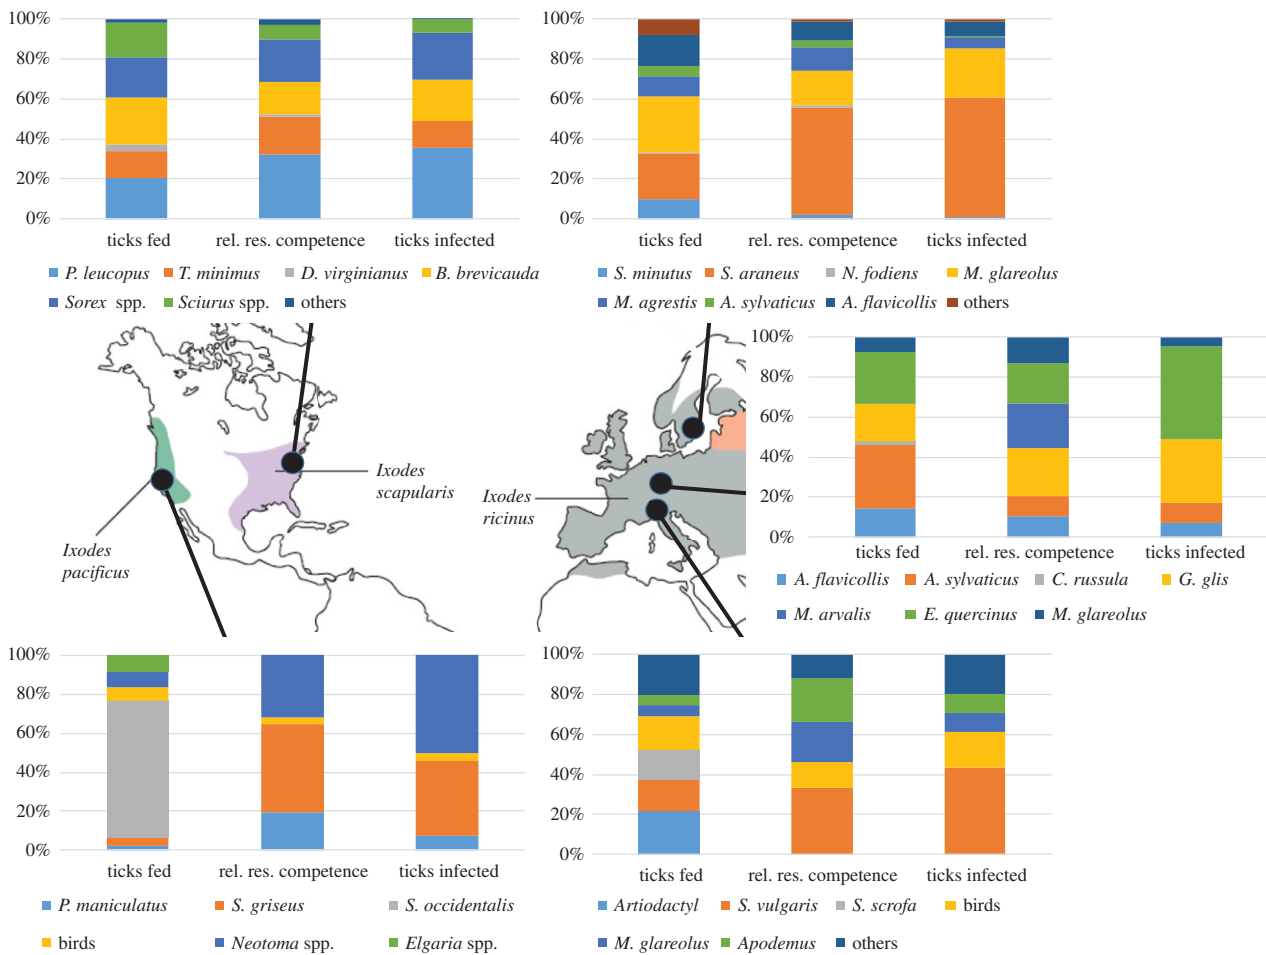 100%
80%
60%
40%
20%
0%
ticks fed rel. res. competence ticks infected
P. leucopus T. minimus D. virginianus B. brevicauda
Sorex spp. Sciurus spp. others
100%
80%
60%
40%
20%
0%
ticks fed rel. res. competence ticks infected
S. minutus S. araneus N. fodiens M. glareolus
M. agrestis A. sylvaticus A. flavicollis others
Ixodes
scapularis
Ixodes
pacificus
Ixodes
ricinus
100%
80%
60%
40%
20%
0%
ticks fed rel. res. competence ticks infected
A. flavicollis A. sylvaticus C. russula G. glis
M. arvalis E. quercinus M. glareolus
100%
80%
60%
40%
20%
0%
ticks fed rel. res. competence ticks infected
P. maniculatus S. griseus S. occidentalis
birds Neotoma spp. Elgaria spp.
100%
80%
60%
40%
20%
0%
ticks fed rel. res. competence ticks infected
Artiodactyl S. vulgaris S. scrofa birds
M. glareolus Apodemus others